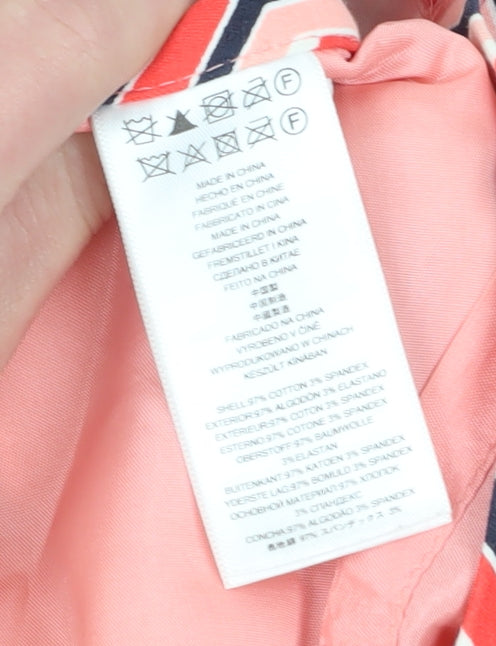 F
F
MADE IN CHINA
HECHO EN CHINA
FABRIQUÉ EN CHINE
FABBRICATO IN CINA
MADE IN CHINA
GEFABRICEERD IN CHINA
FREMSTILLET I KINA
СДЕЛАНО В КИТАЕ
FEITO NA CHINA
中国製
中国制造
中國製造
FABRICADO NA CHINA
VYROBENO V ČÍNĚ
WYPRODUKOWANO W CHINACH
KESZÜLT KINÁBAN
SHELL:97% COTTON 3% SPANDEX
EXTERIOR:97% ALGODÓN 3% ELASTANO
EXTÉRIEUR:97% COTON 3% SPANDEX
ESTERNO:97% COTONE 3% SPANDEX
OBERSTOFF:97% BAUMWOLLE
3% ELASTAN
BUITENKANT:97% KATOEN 3% SPANDEX
YDERSTE LAG:97% BOMULD 3% SPANDEX
ОСНОВНОЙ МАТЕРИАЛ:97% ХЛОПОК
3% СПАНДЕКС
CONCHA:97% ALGODÃO 3% SPANDEX
表地:綿 97% スパンデックス 3%